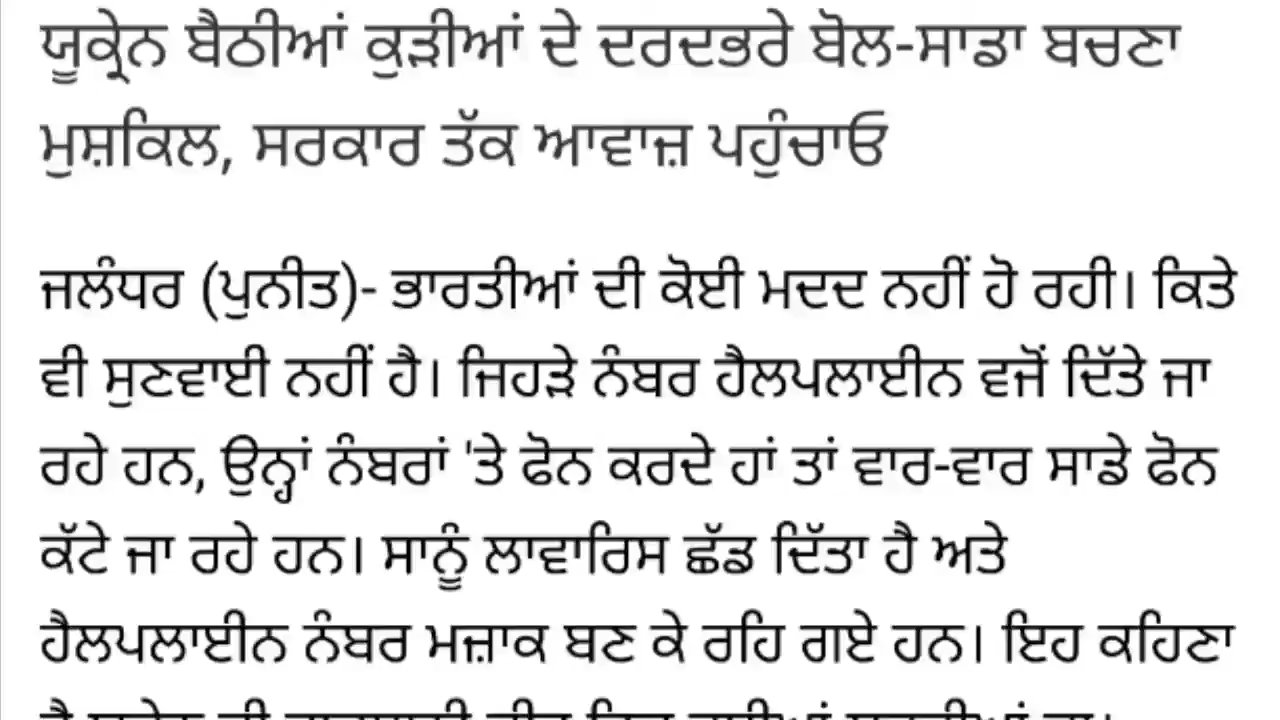 ਯੂਕ੍ਰੇਨ ਬੈਠੀਆਂ ਕੁੜੀਆਂ ਦੇ ਦਰਦਭਰੇ ਬੋਲ-ਸਾਡਾ ਬਚਣਾ
ਮੁਸ਼ਕਿਲ, ਸਰਕਾਰ ਤੱਕ ਆਵਾਜ਼ ਪਹੁੰਚਾਓ
ਜਲੰਧਰ (ਪੁਨੀਤ)- ਭਾਰਤੀਆਂ ਦੀ ਕੋਈ ਮਦਦ ਨਹੀਂ ਹੋ ਰਹੀ। ਕਿਤੇ
ਵੀ ਸੁਣਵਾਈ ਨਹੀਂ ਹੈ। ਜਿਹੜੇ ਨੰਬਰ ਹੈਲਪਲਾਈਨ ਵਜੋਂ ਦਿੱਤੇ ਜਾ
ਰਹੇ ਹਨ, ਉਨ੍ਹਾਂ ਨੰਬਰਾਂ 'ਤੇ ਫੋਨ ਕਰਦੇ ਹਾਂ ਤਾਂ ਵਾਰ-ਵਾਰ ਸਾਡੇ ਫੋਨ
ਕੱਟੇ ਜਾ ਰਹੇ ਹਨ। ਸਾਨੂੰ ਲਾਵਾਰਿਸ ਛੱਡ ਦਿੱਤਾ ਹੈ ਅਤੇ
ਹੈਲਪਲਾਈਨ ਨੰਬਰ ਮਜ਼ਾਕ ਬਣ ਕੇ ਰਹਿ ਗਏ ਹਨ। ਇਹ ਕਹਿਣਾ